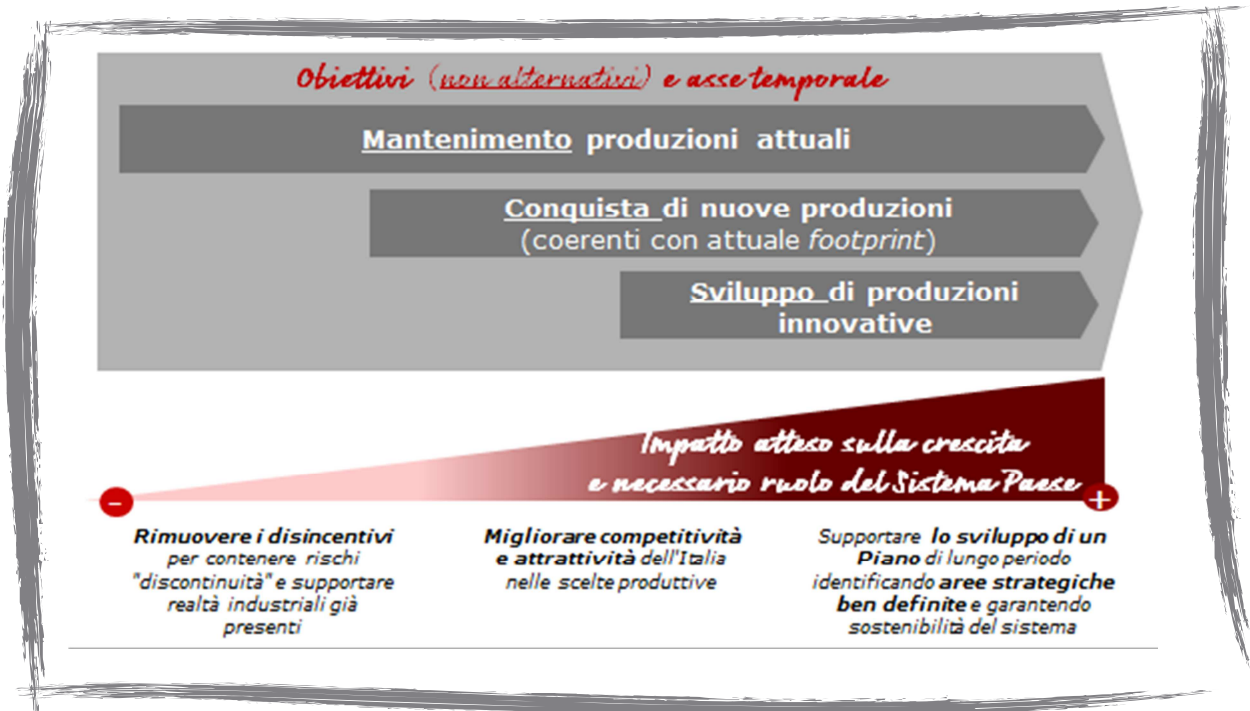 Obiettivi (non alternativi) e asse temporale
Mantenimento produzioni attuali
Conquista di nuove produzioni
(coerenti con attuale footprint)
Sviluppo di produzioni
innovative
Impatto atteso sulla crescita
e necessario ruolo del Sistema Paese
-
+
Rimuovere i disincentivi
per contenere rischi
"discontinuità" e supportare
realtà industriali già
presenti
Migliorare competitività
e attrattività dell'Italia
nelle scelte produttive
Supportare lo sviluppo di un
Piano di lungo periodo
identificando aree strategiche
ben definite e garantendo
sostenibilità del sistema